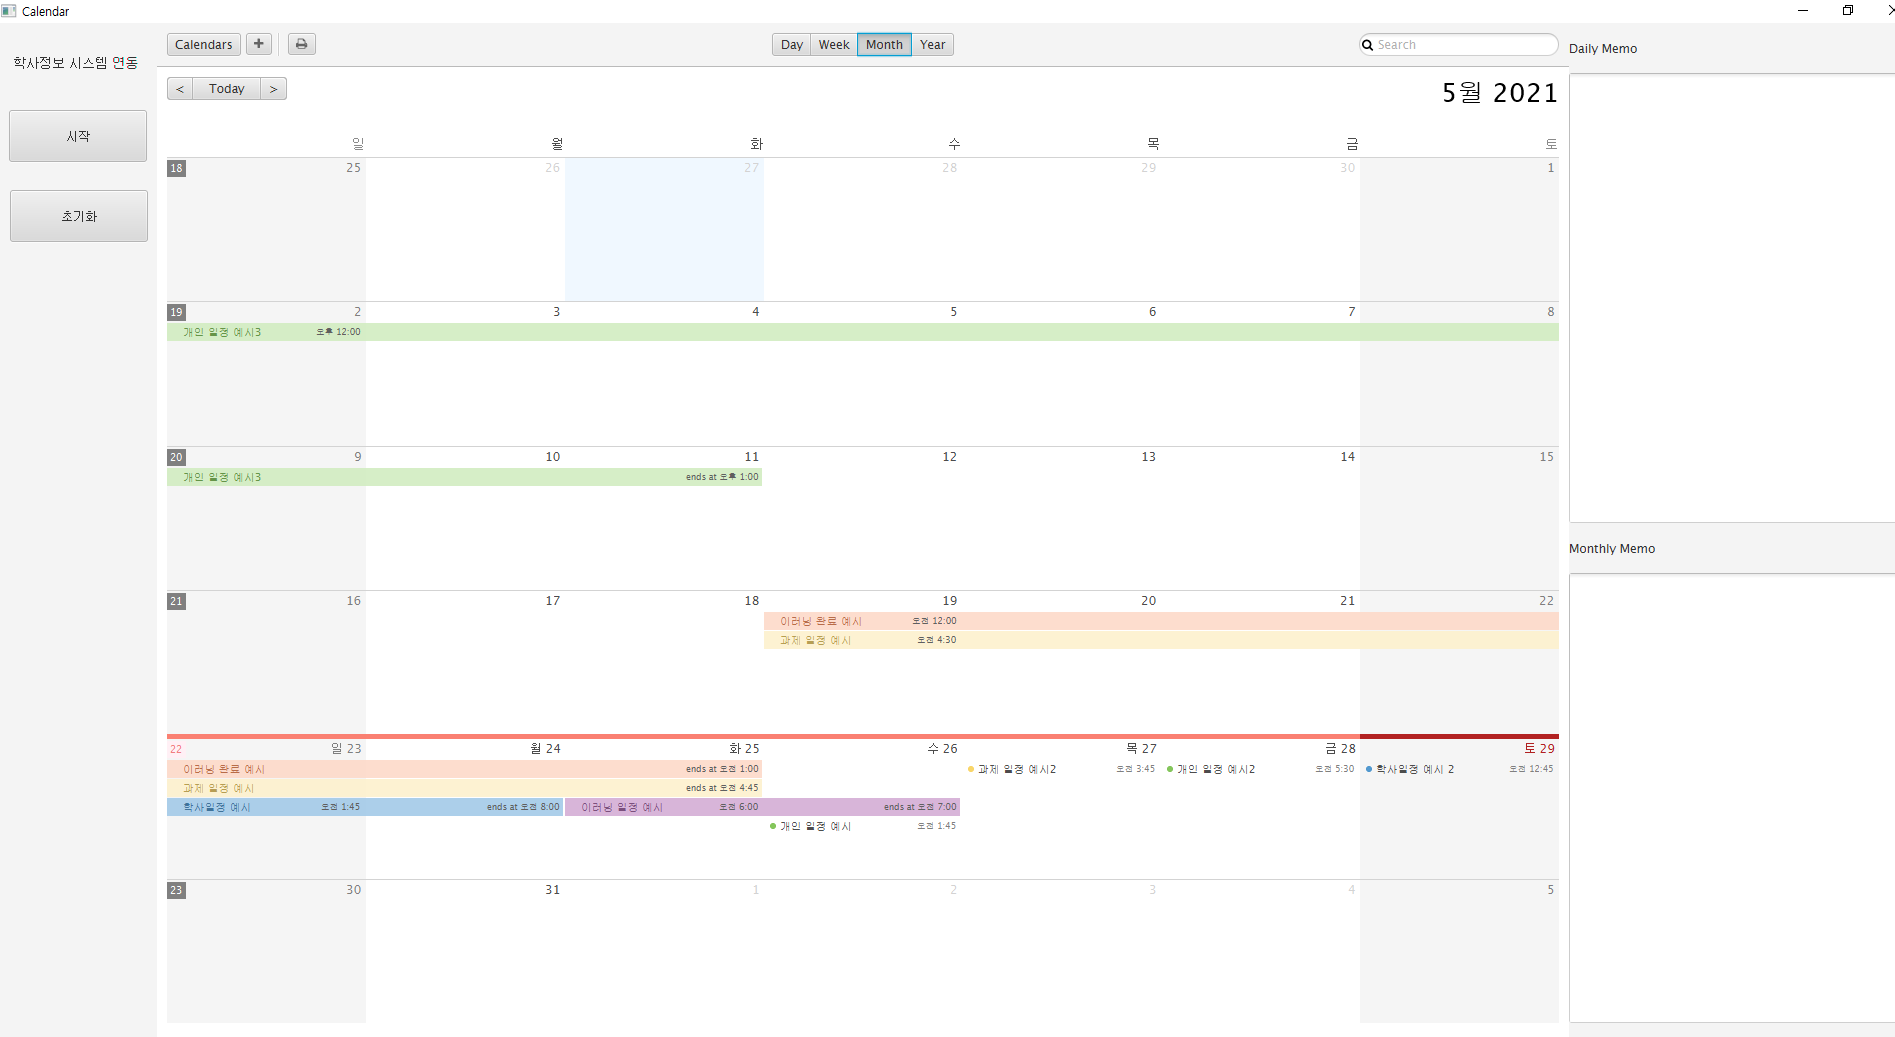 Calendar
학사정보 시스템 연동
시작
초기화
Calendars
Day Week Month Year
Search
< Today >
5월 2021
일 월 화 수 목 금 토
18 25 26 27 28 29 30 1
19 2 3 4 5 6 7 8
개인 일정 예시3 오후 12:00
20 9 10 11 12 13 14 15
개인 일정 예시3 ends at 오후 1:00
21 16 17 18 19 20 21 22
이러닝 완료 예시 오전 12:00
과제 일정 예시 오전 4:30
22 일 23 월 24 화 25 수 26 목 27 금 28 토 29
이러닝 완료 예시 ends at 오전 1:00 과제 일정 예시2 오전 3:45 개인 일정 예시2 오전 5:30 학사일정 예시 2 오전 12:45
과제 일정 예시 ends at 오전 4:45
학사일정 예시 오전 1:45 ends at 오전 8:00 이러닝 일정 예시 오전 6:00 ends at 오전 7:00
개인 일정 예시 오전 1:45
23 30 31 1 2 3 4 5
Daily Memo
Monthly Memo